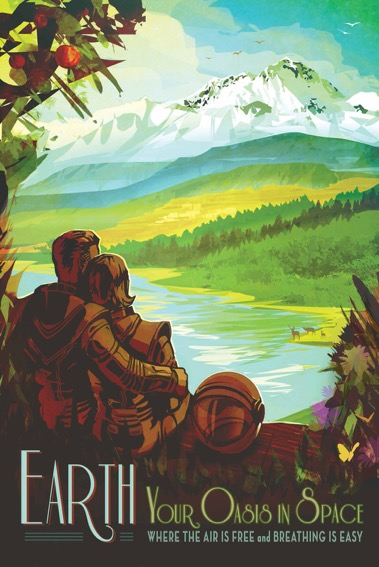 EARTH
YOUR OASIS IN SPACE
WHERE THE AIR IS FREE and BREATHING IS EASY